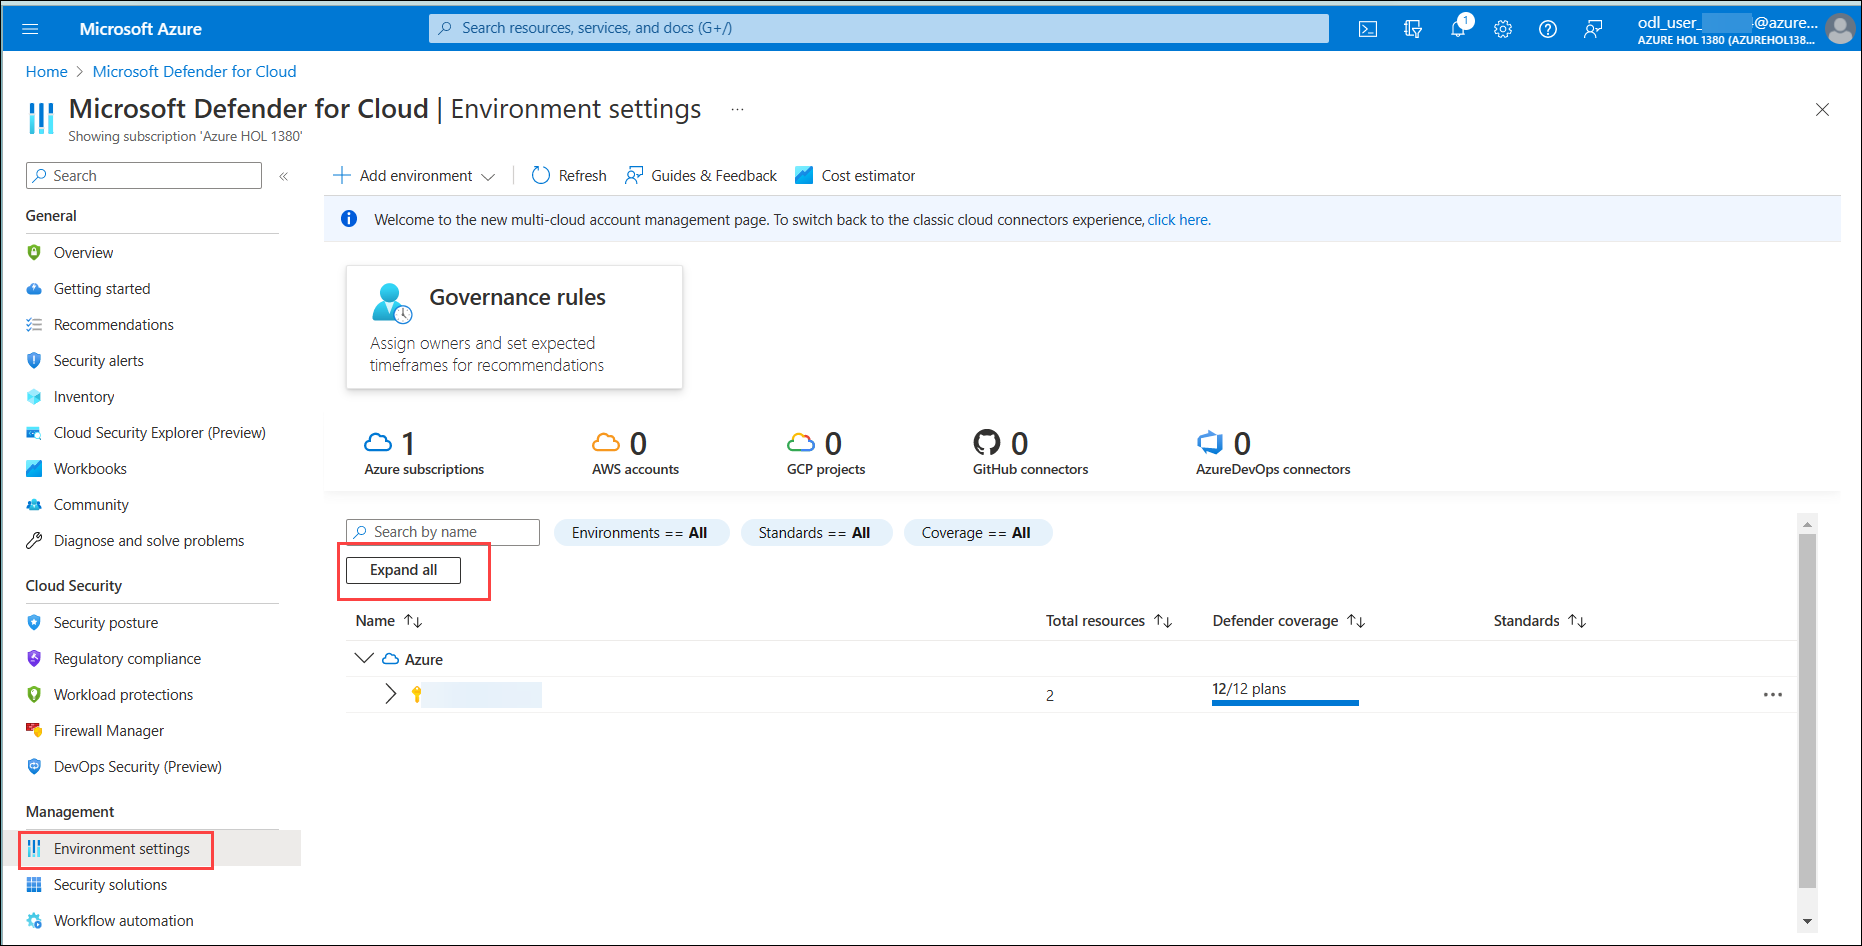 Microsoft Azure
Search resources, services, and docs (G+/)
1
odl_user_ @azure...
AZURE HOL 1380 (AZUREHOL138...
Home > Microsoft Defender for Cloud
Microsoft Defender for Cloud | Environment settings ...
Showing subscription 'Azure HOL 1380'
Search
«
General
Overview
Getting started
Recommendations
Security alerts
Inventory
Cloud Security Explorer (Preview)
Workbooks
Community
Diagnose and solve problems
Cloud Security
Security posture
Regulatory compliance
Workload protections
Firewall Manager
DevOps Security (Preview)
Management
Environment settings
Security solutions
Workflow automation
Add environment
Refresh
Guides & Feedback
Cost estimator
Welcome to the new multi-cloud account management page. To switch back to the classic cloud connectors experience, click here.
Governance rules
Assign owners and set expected
timeframes for recommendations
1
Azure subscriptions
0
AWS accounts
0
GCP projects
0
GitHub connectors
0
AzureDevOps connectors
Search by name
Environments == All
Standards == All
Coverage == All
Expand all
Name ↑↓ Total resources ↑↓ Defender coverage ↑↓ Standards ↑↓
Azure
2 12/12 plans ...